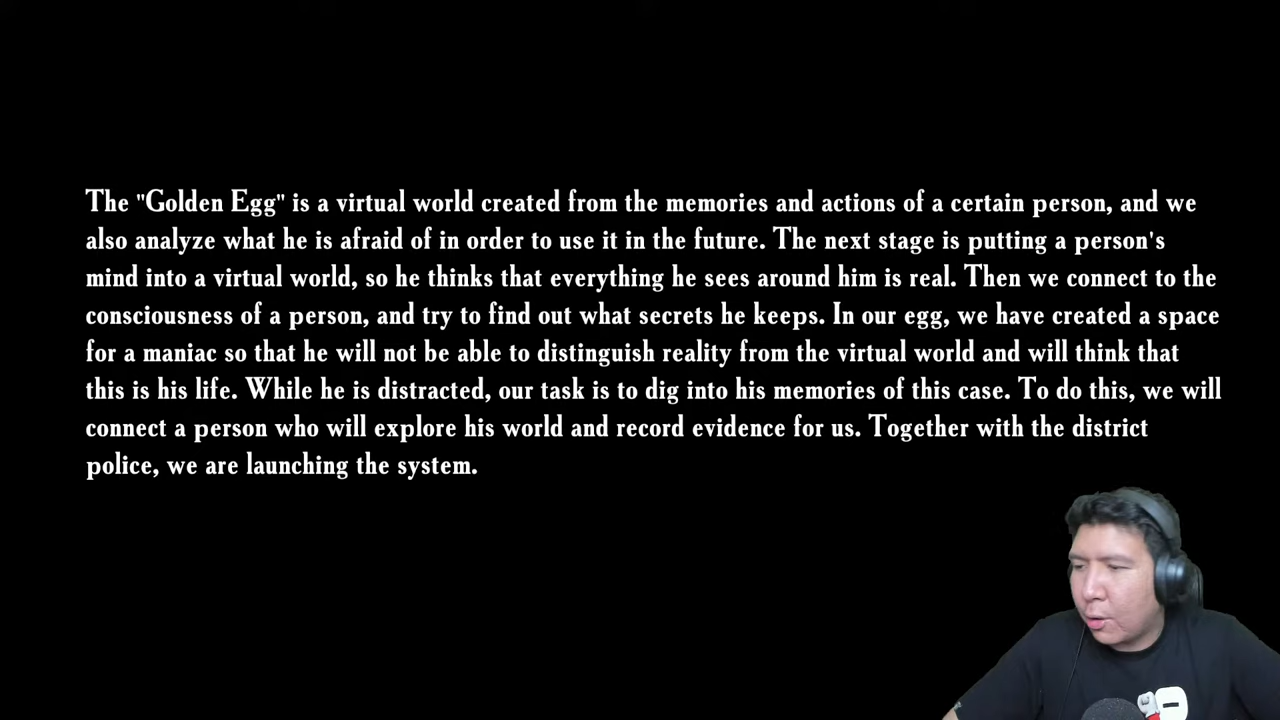 The "Golden Egg" is a virtual world created from the memories and actions of a certain person, and we
also analyze what he is afraid of in order to use it in the future. The next stage is putting a person's
mind into a virtual world, so he thinks that everything he sees around him is real. Then we connect to the
consciousness of a person, and try to find out what secrets he keeps. In our egg, we have created a space
for a maniac so that he will not be able to distinguish reality from the virtual world and will think that
this is his life. While he is distracted, our task is to dig into his memories of this case. To do this, we will
connect a person who will explore his world and record evidence for us. Together with the district
police, we are launching the system.